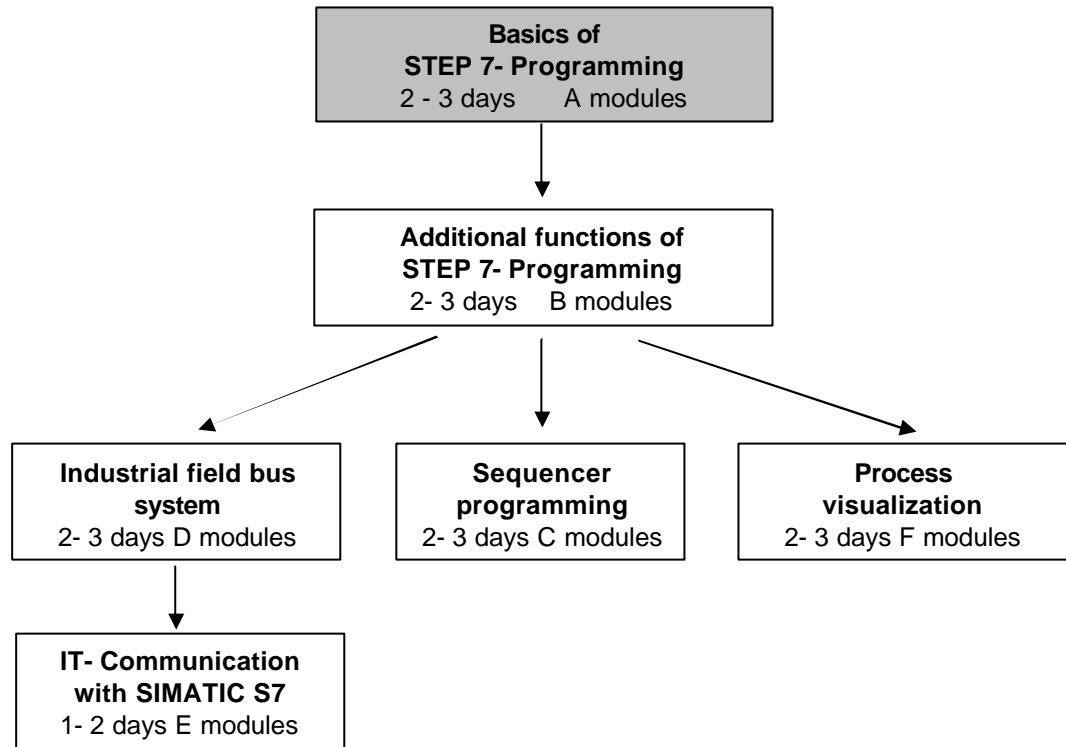 Basics of
STEP 7- Programming
2 - 3 days A modules
Additional functions of
STEP 7- Programming
2- 3 days B modules
Industrial field bus
system
2- 3 days D modules
Sequencer
programming
2- 3 days C modules
Process
visualization
2- 3 days F modules
IT- Communication
with SIMATIC S7
1- 2 days E modules